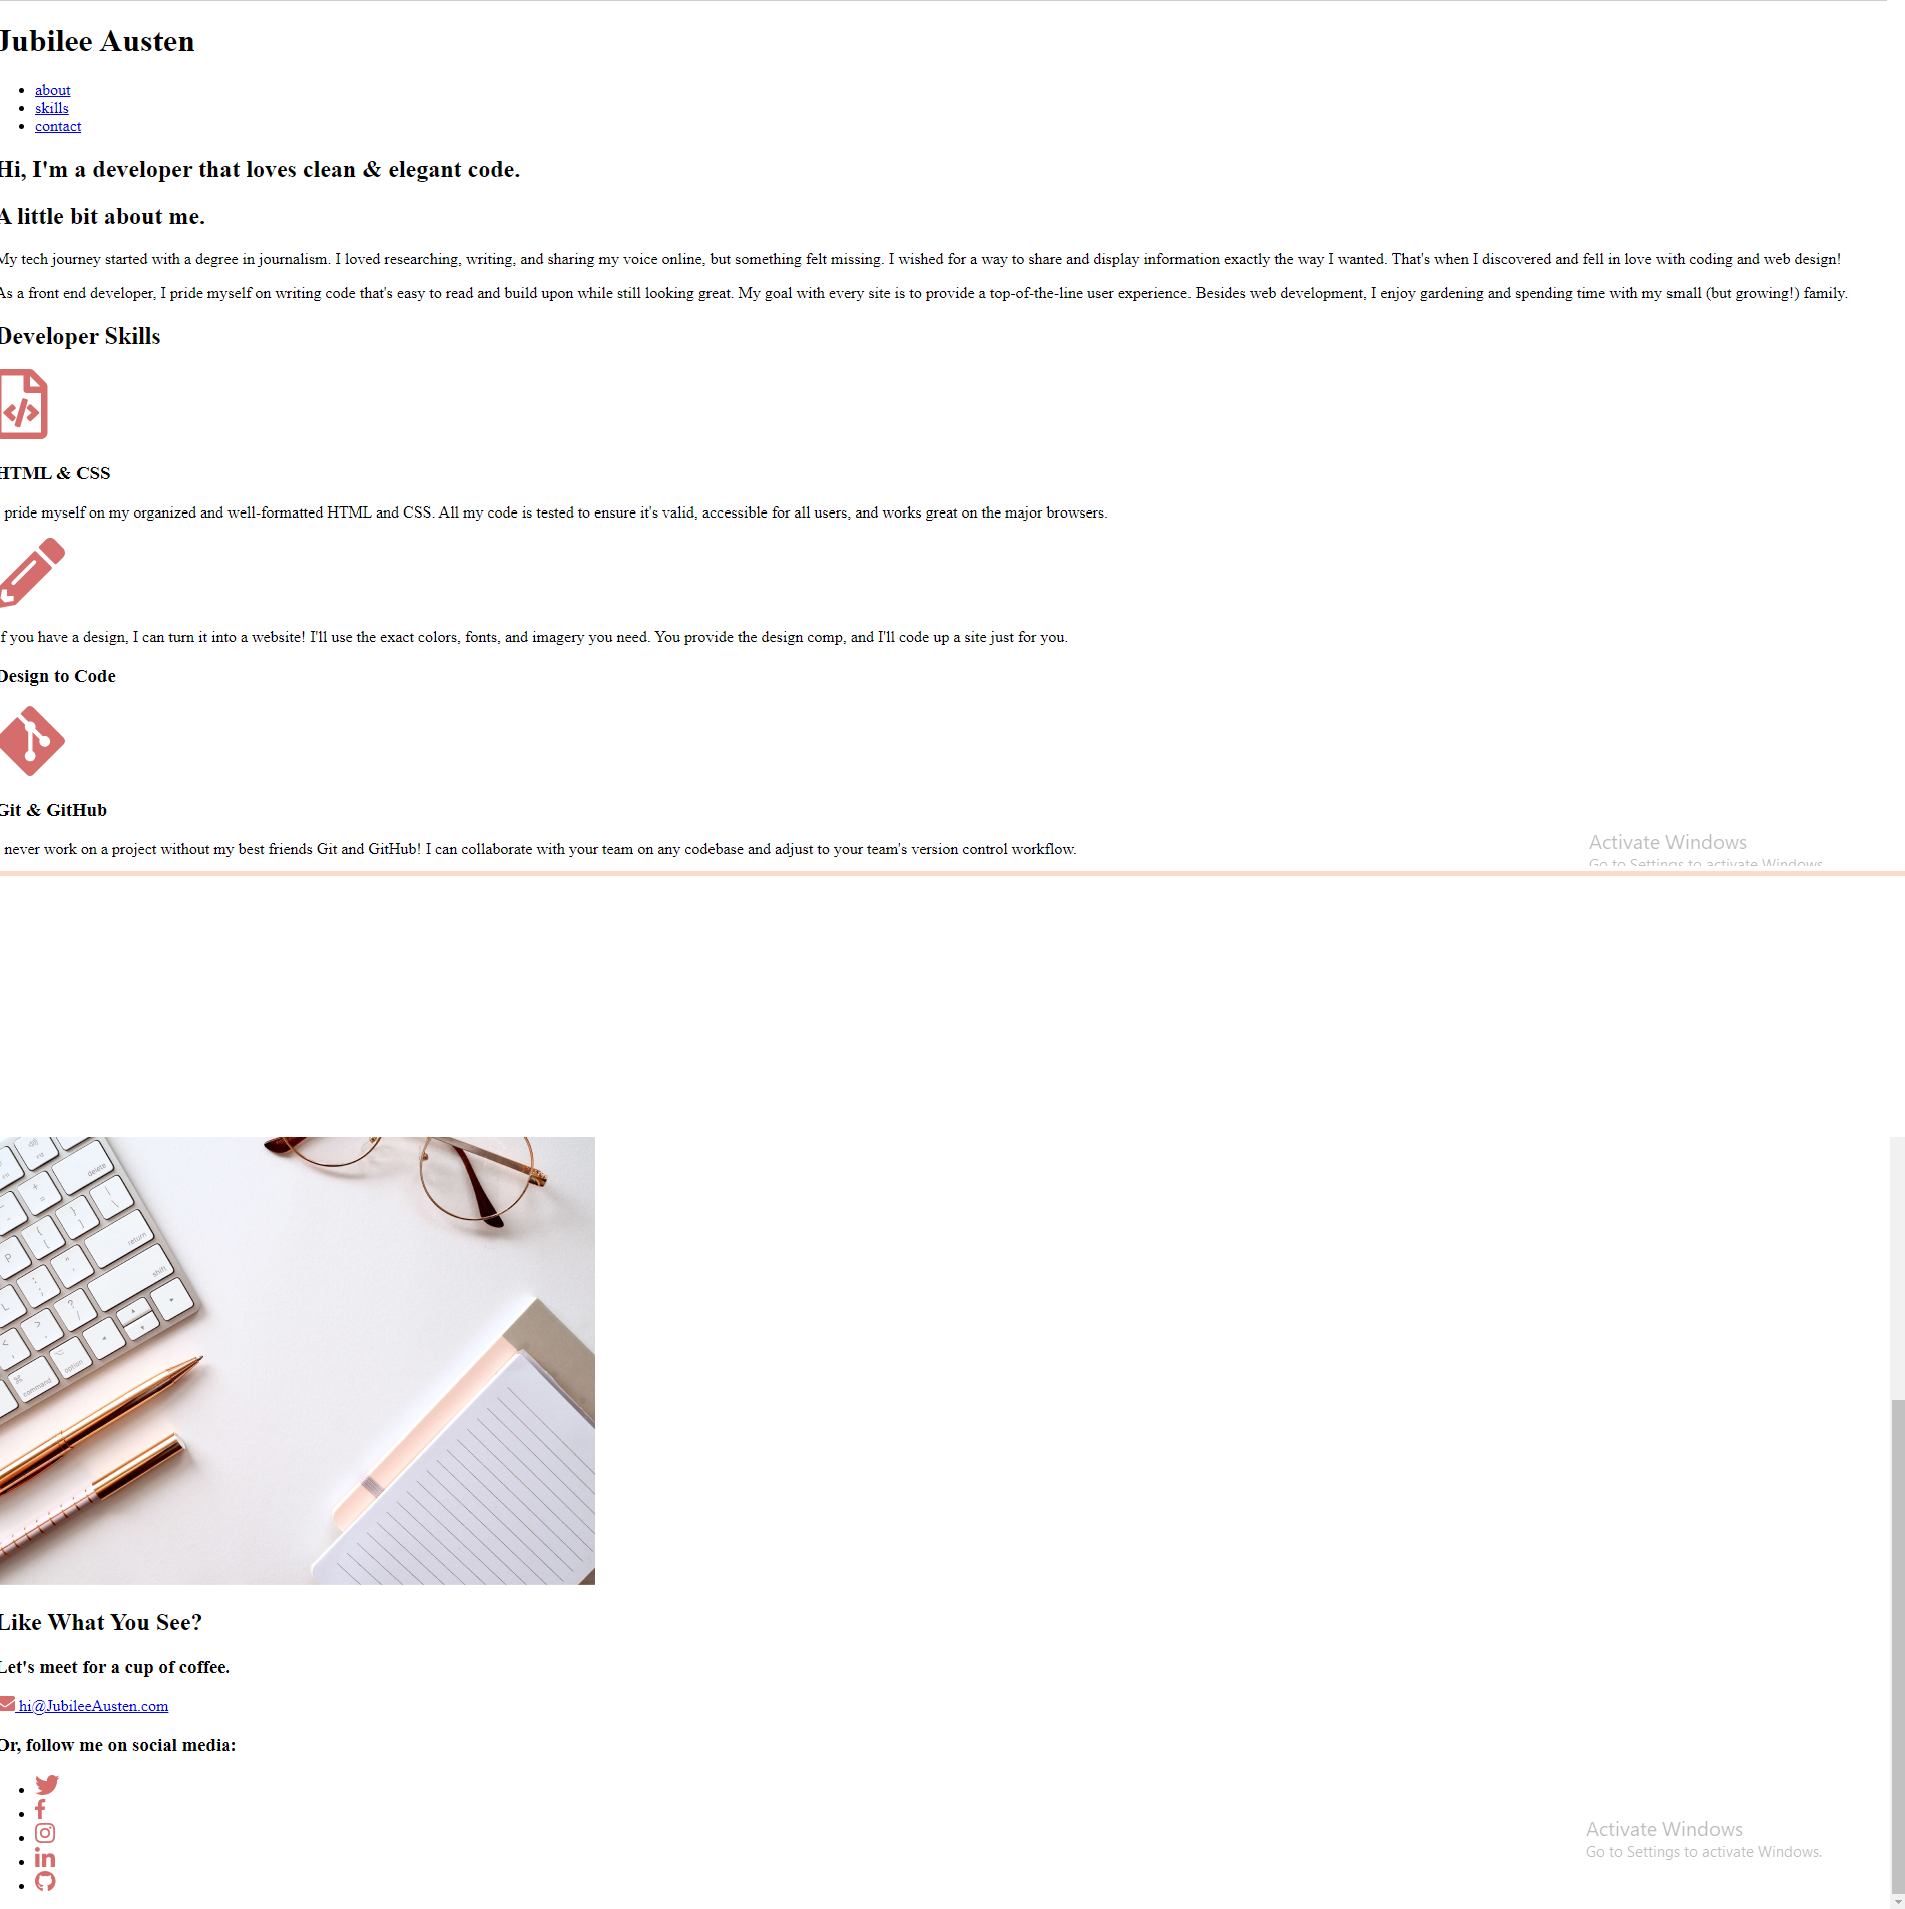 Jubilee Austen
about
skills
contact
Hi, I'm a developer that loves clean & elegant code.
A little bit about me.
My tech journey started with a degree in journalism. I loved researching, writing, and sharing my voice online, but something felt missing. I wished for a way to share and display information exactly the way I wanted. That's when I discovered and fell in love with coding and web design!
As a front end developer, I pride myself on writing code that's easy to read and build upon while still looking great. My goal with every site is to provide a top-of-the-line user experience. Besides web development, I enjoy gardening and spending time with my small (but growing!) family.
Developer Skills
HTML & CSS
pride myself on my organized and well-formatted HTML and CSS. All my code is tested to ensure it's valid, accessible for all users, and works great on the major browsers.
If you have a design, I can turn it into a website! I'll use the exact colors, fonts, and imagery you need. You provide the design comp, and I'll code up a site just for you.
Design to Code
Git & GitHub
never work on a project without my best friends Git and GitHub! I can collaborate with your team on any codebase and adjust to your team's version control workflow.
Activate Windows
Go to Settings to activate Windows.
delete
return
shift
option
command
Like What You See?
Let's meet for a cup of coffee.
hi@JubileeAusten.com
Or, follow me on social media:
Activate Windows
Go to Settings to activate Windows.